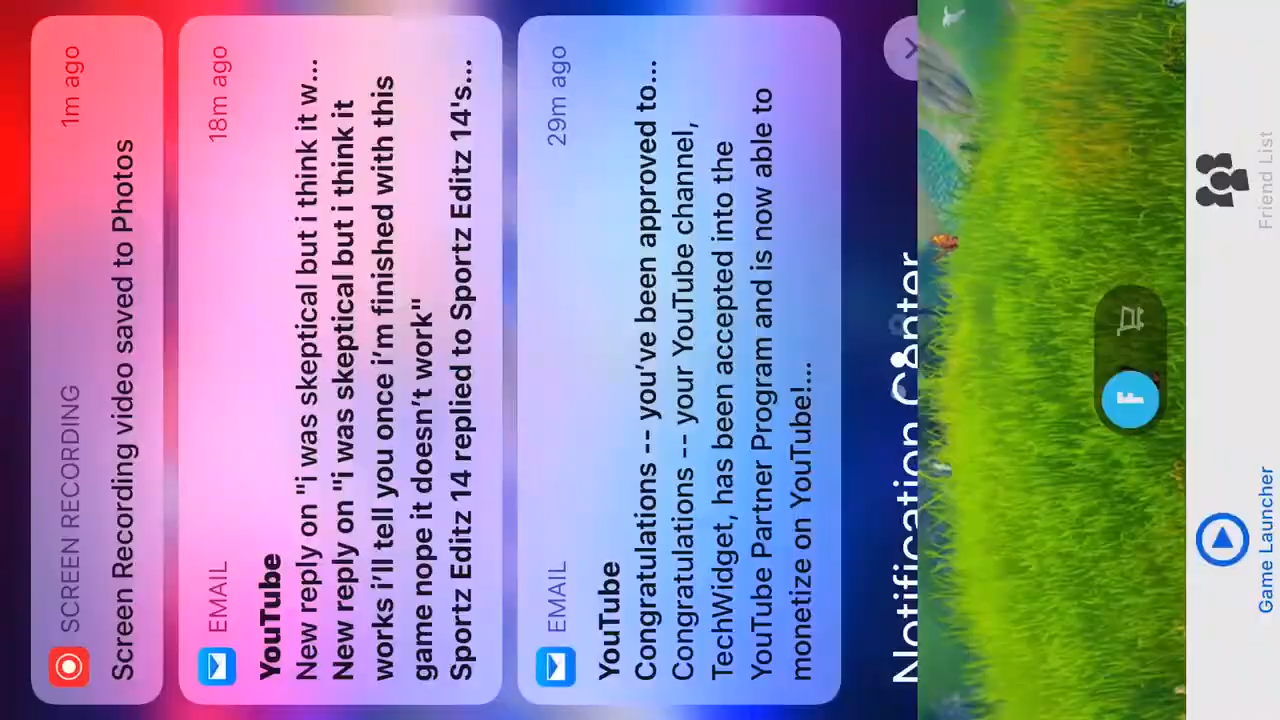 SCREEN RECORDING 1m ago
Screen Recording video saved to Photos
EMAIL 18m ago
YouTube
New reply on "i was skeptical but i think it w...
New reply on "i was skeptical but i think it
works i'll tell you once i'm finished with this
game nope it doesn't work"
Sportz Editz 14 replied to Sportz Editz 14's...
EMAIL 29m ago
YouTube
Congratulations -- you've been approved to...
Congratulations -- your YouTube channel,
TechWidget, has been accepted into the
YouTube Partner Program and is now able to
monetize on YouTube!...
Notification Center
F
Game Launcher
Friend List